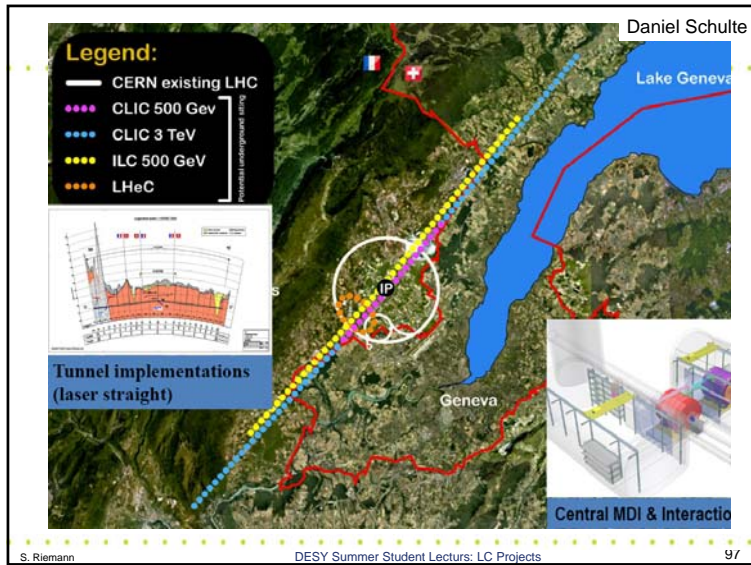 Daniel Schulte
Legend:
CERN existing LHC
CLIC 500 Gev
CLIC 3 TeV
ILC 500 GeV
LHeC
Potential underground siting
Lake Geneva
IP
Geneva
Tunnel implementations
(laser straight)
Central MDI & Interactio
S. Riemann
DESY Summer Student Lecturs: LC Projects
97